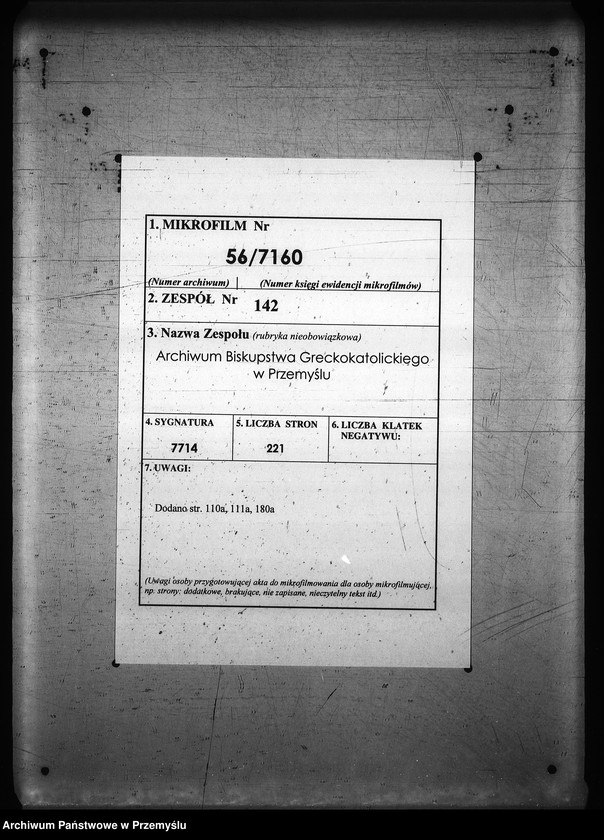 1. MIKROFILM Nr
56/7160
(Numer archiwum) (Numer księgi ewidencji mikrofilmów)
2. ZESPÓŁ Nr 142
3. Nazwa Zespołu (rubryka nieobowiązkowa)
Archiwum Biskupstwa Greckokatolickięgo
w Przemyślu
4. SYGNATURA
7714
5. LICZBA STRON
221
6. LICZBA KLATEK
NEGATYWU:
7. UWAGI:
Dodano str. 110a, 111a, 180a
(Uwagi osoby przygotowującej akta do mikrofilmowania dla osoby mikrofilmującej,
np. strony: dodatkowe, brakujące, nie zapisane, nieczytelny tekst itd.)
Archiwum Państwowe w Przemyślu